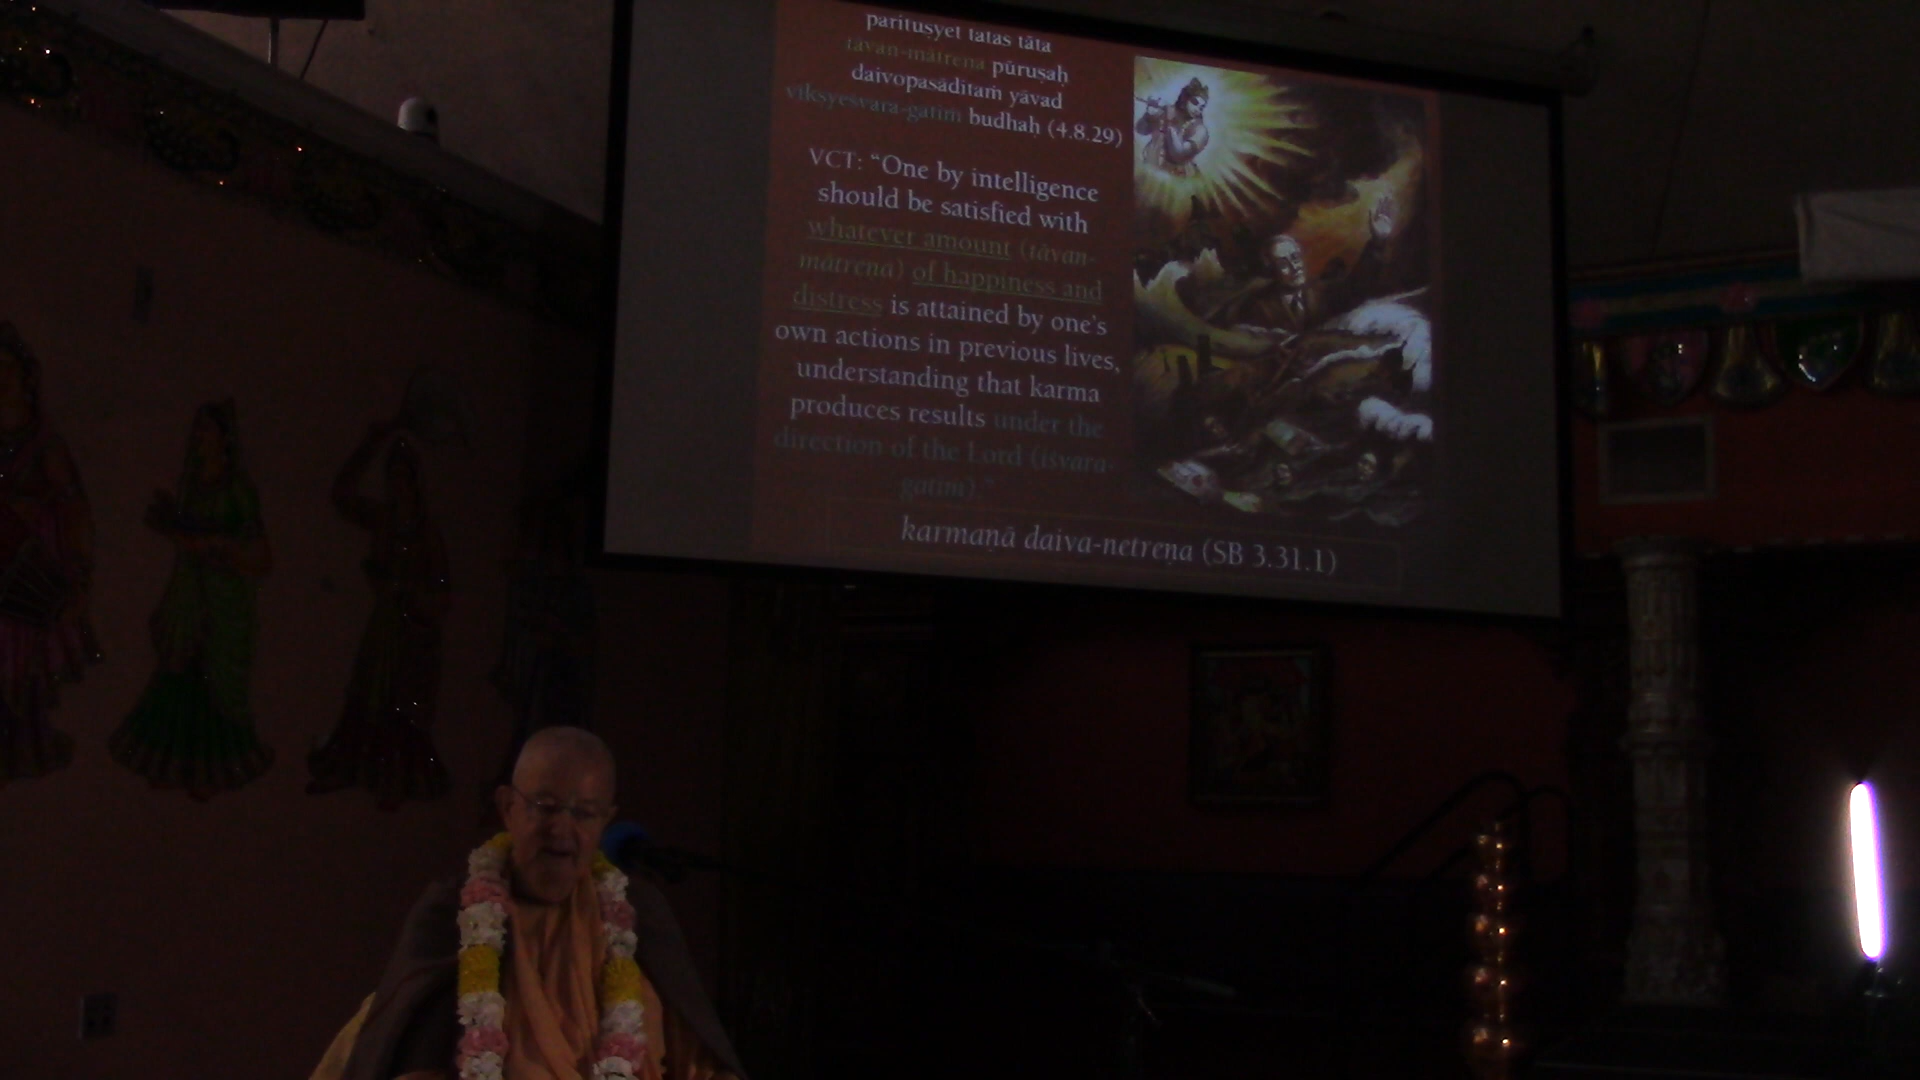 parituṣyet tatas tāta
tāvan-mātreṇa pūruṣaḥ
daivopasāditaṁ yāvad
vīkṣyeśvara-gatiṁ budhaḥ (4.8.29)
VCT: “One by intelligence
should be satisfied with
whatever amount (tāvan-
mātreṇa) of happiness and
distress is attained by one’s
own actions in previous lives,
understanding that karma
produces results under the
direction of the Lord (īśvara-
gatim).”
karmaṇā daiva-netreṇa (SB 3.31.1)